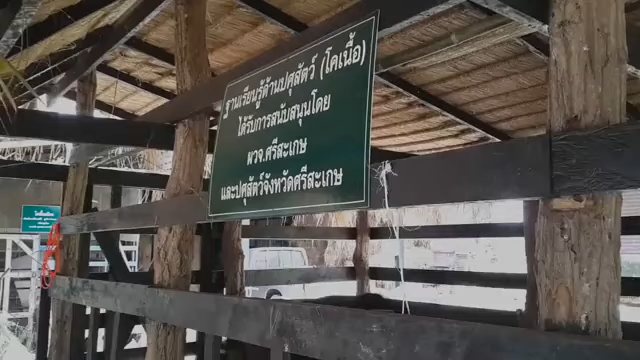 ฐานเรียนรู้ด้านปศุสัตว์ (โคเนื้อ)
ได้รับการสนับสนุนโดย
ผวจ.ศรีสะเกษ
และปศุสัตว์จังหวัดศรีสะเกษ